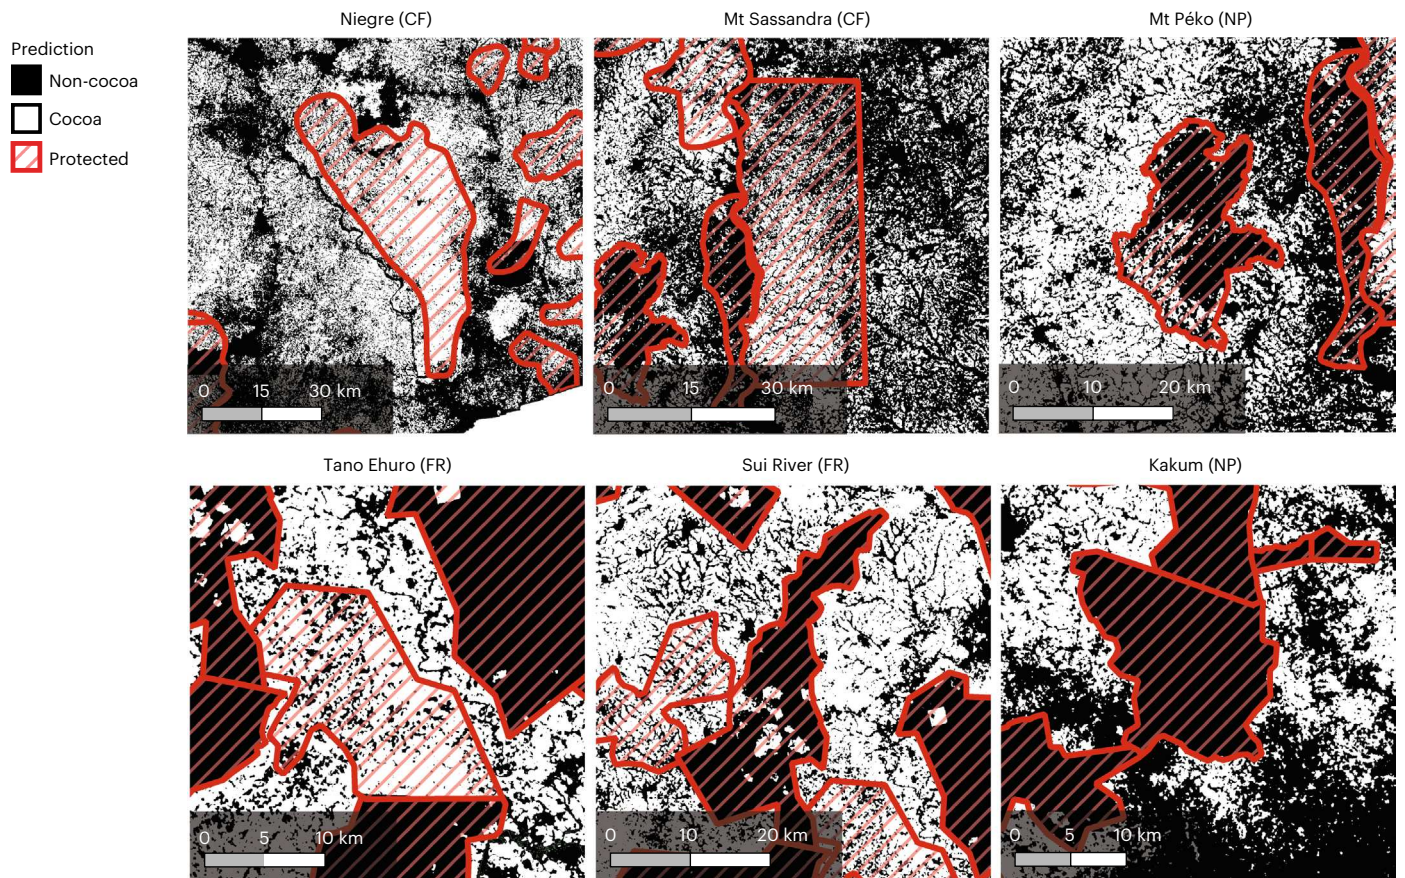 Niegre (CF)
Mt Sassandra (CF)
Mt Péko (NP)
Prediction
Non-cocoa
Cocoa
Protected
0 15 30 km
0 15 30 km
0 10 20 km
Tano Ehuro (FR)
Sui River (FR)
Kakum (NP)
0 5 10 km
0 10 20 km
0 5 10 km